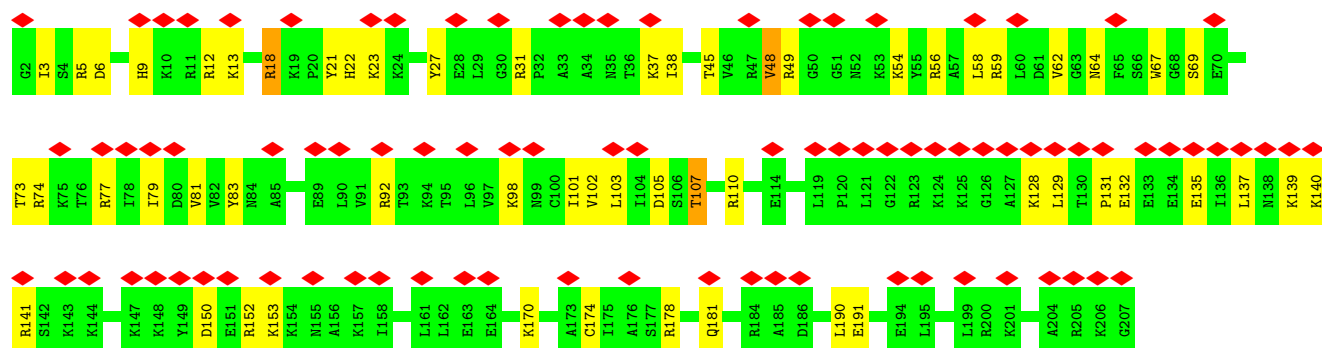 G2 I3 S4 R5 D6 H9 K10 R11 R12 K13 R18 K19 P20 Y21 H22 K23 K24 Y27 E28 L29 G30 R31 P32 A33 A34 N35 T36 K37 I38 T45 V46 R47 V48 R49 G50 G51 N52 K53 K54 Y55 R56 A57 L58 R59 L60 D61 V62 G63 N64 F65 S66 W67 G68 S69 E70
T73 R74 K75 T76 R77 I78 I79 D80 V81 V82 Y83 N84 A85 E89 L90 V91 R92 T93 K94 T95 L96 V97 K98 N99 C100 I101 V102 L103 I104 D105 S106 T107 R110 E114 L119 P120 L121 G122 R123 K124 K125 G126 A127 K128 L129 T130 P131 E132 E133 E134 E135 I136 L137 N138 K139 K140
R141 S142 K143 K144 K147 K148 Y149 D150 E151 R152 K153 K154 N155 A156 K157 I158 L161 L162 E163 E164 K170 A173 C174 I175 A176 S177 R178 Q181 R184 A185 D186 L190 E191 E194 L195 L199 R200 K201 A204 R205 K206 G207